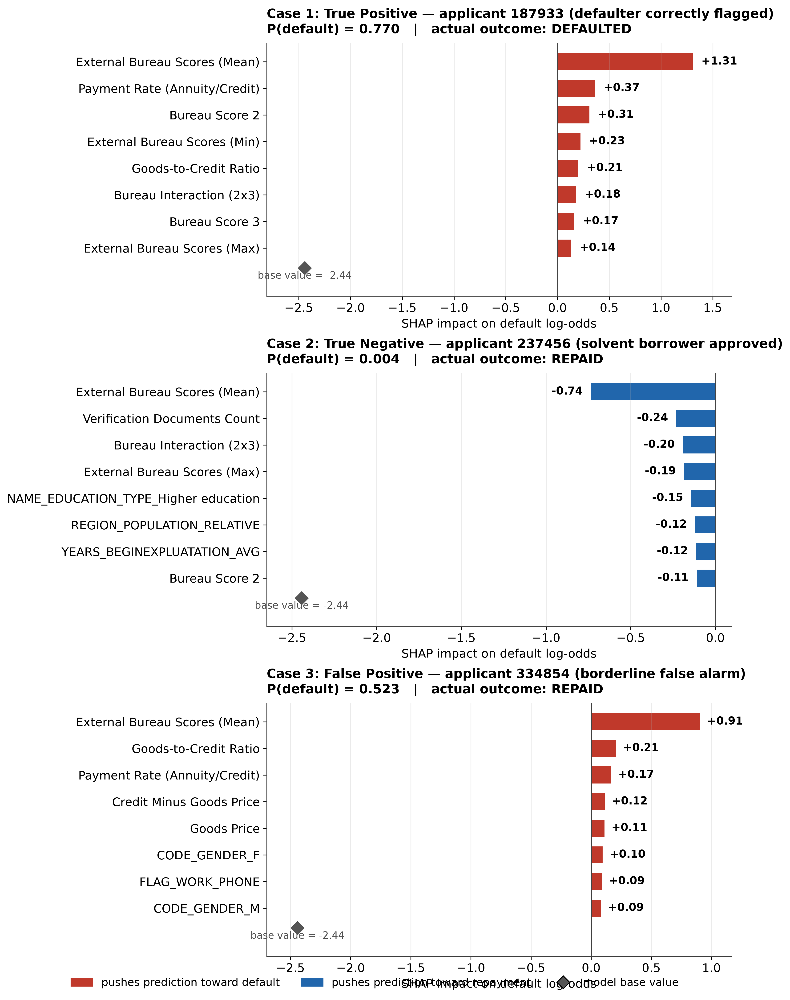 Case 1: True Positive — applicant 187933 (defaulter correctly flagged)
P(default) = 0.770 | actual outcome: DEFAULTED
External Bureau Scores (Mean)
+1.31
Payment Rate (Annuity/Credit)
+0.37
Bureau Score 2
+0.31
External Bureau Scores (Min)
+0.23
Goods-to-Credit Ratio
+0.21
Bureau Interaction (2x3)
+0.18
Bureau Score 3
+0.17
External Bureau Scores (Max)
+0.14
base value = -2.44
−2.5 −2.0 −1.5 −1.0 −0.5 0.0 0.5 1.0 1.5
SHAP impact on default log-odds
Case 2: True Negative — applicant 237456 (solvent borrower approved)
P(default) = 0.004 | actual outcome: REPAID
External Bureau Scores (Mean)
-0.74
Verification Documents Count
-0.24
Bureau Interaction (2x3)
-0.20
External Bureau Scores (Max)
-0.19
NAME_EDUCATION_TYPE_Higher education
-0.15
REGION_POPULATION_RELATIVE
-0.12
YEARS_BEGINEXPLUATATION_AVG
-0.12
Bureau Score 2
-0.11
base value = -2.44
−2.5 −2.0 −1.5 −1.0 −0.5 0.0
SHAP impact on default log-odds
Case 3: False Positive — applicant 334854 (borderline false alarm)
P(default) = 0.523 | actual outcome: REPAID
External Bureau Scores (Mean)
+0.91
Goods-to-Credit Ratio
+0.21
Payment Rate (Annuity/Credit)
+0.17
Credit Minus Goods Price
+0.12
Goods Price
+0.11
CODE_GENDER_F
+0.10
FLAG_WORK_PHONE
+0.09
CODE_GENDER_M
+0.09
base value = -2.44
−2.5 −2.0 −1.5 −1.0 −0.5 0.0 0.5 1.0
SHAP impact on default log-odds
pushes prediction toward default
pushes prediction toward repayment
model base value